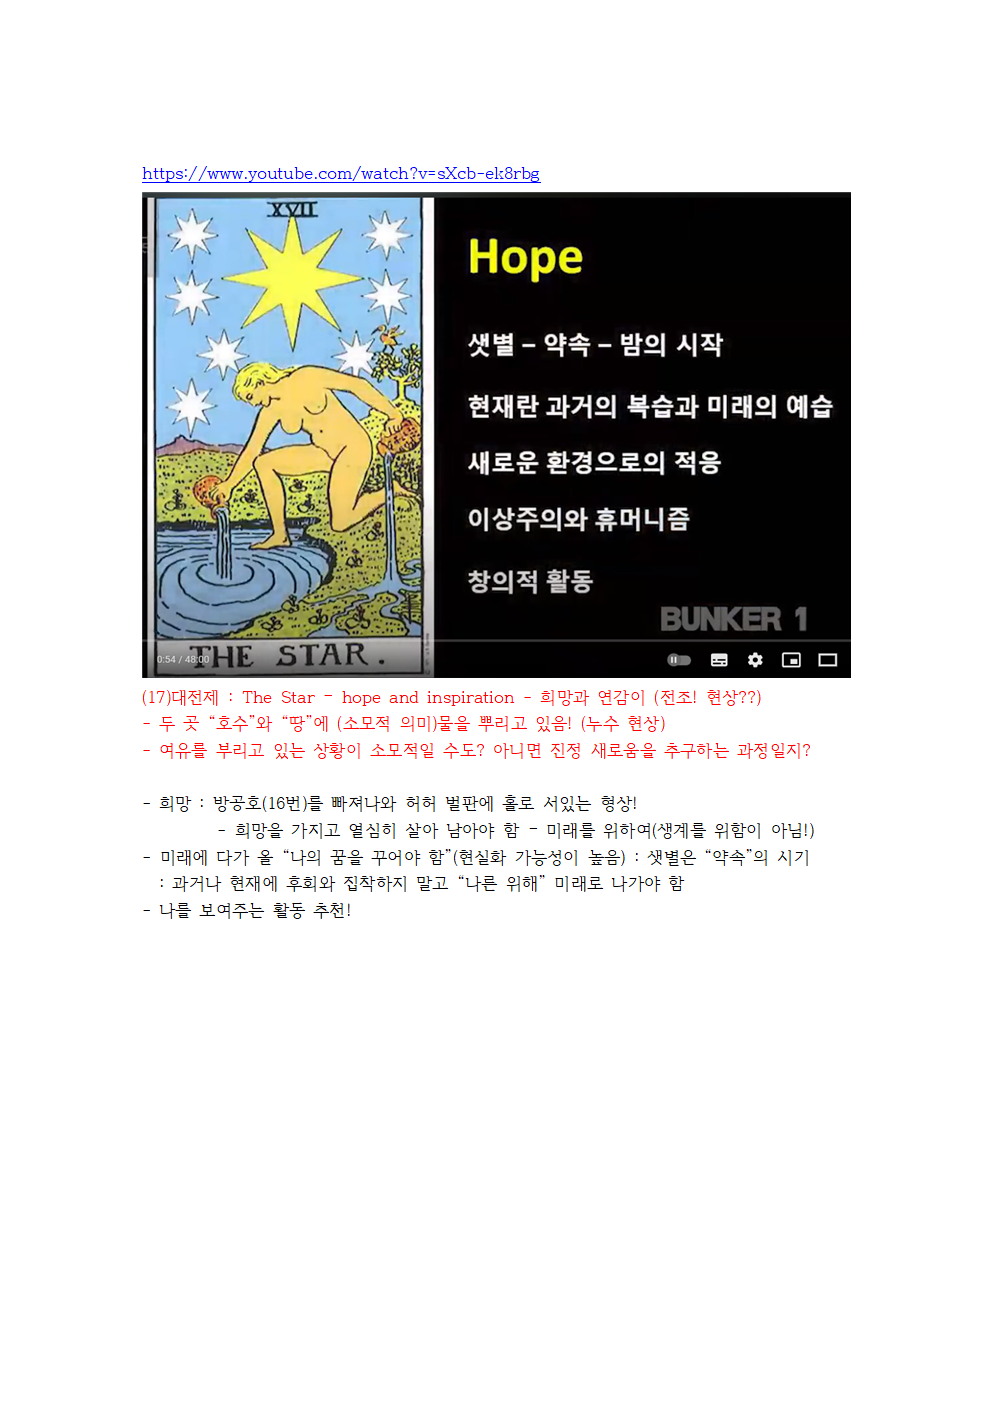 https://www.youtube.com/watch?v=sXcb-ek8rbg
XVII
Hope
샛별 – 약속 – 밤의 시작
현재란 과거의 복습과 미래의 예습
새로운 환경으로의 적응
이상주의와 휴머니즘
창의적 활동
BUNKER 1
THE STAR.
0:54 / 48:00
(17)대전제 : The Star - hope and inspiration - 희망과 연감이 (전조! 현상??)
- 두 곳 “호수”와 “땅”에 (소모적 의미)물을 뿌리고 있음! (누수 현상)
- 여유를 부리고 있는 상황이 소모적일 수도? 아니면 진정 새로움을 추구하는 과정일지?
- 희망 : 방공호(16번)를 빠져나와 허허 벌판에 홀로 서있는 형상!
- 희망을 가지고 열심히 살아 남아야 함 - 미래를 위하여(생계를 위함이 아님!)
- 미래에 다가 올 “나의 꿈을 꾸어야 함”(현실화 가능성이 높음) : 샛별은 “약속”의 시기
: 과거나 현재에 후회와 집착하지 말고 “나른 위해” 미래로 나가야 함
- 나를 보여주는 활동 추천!